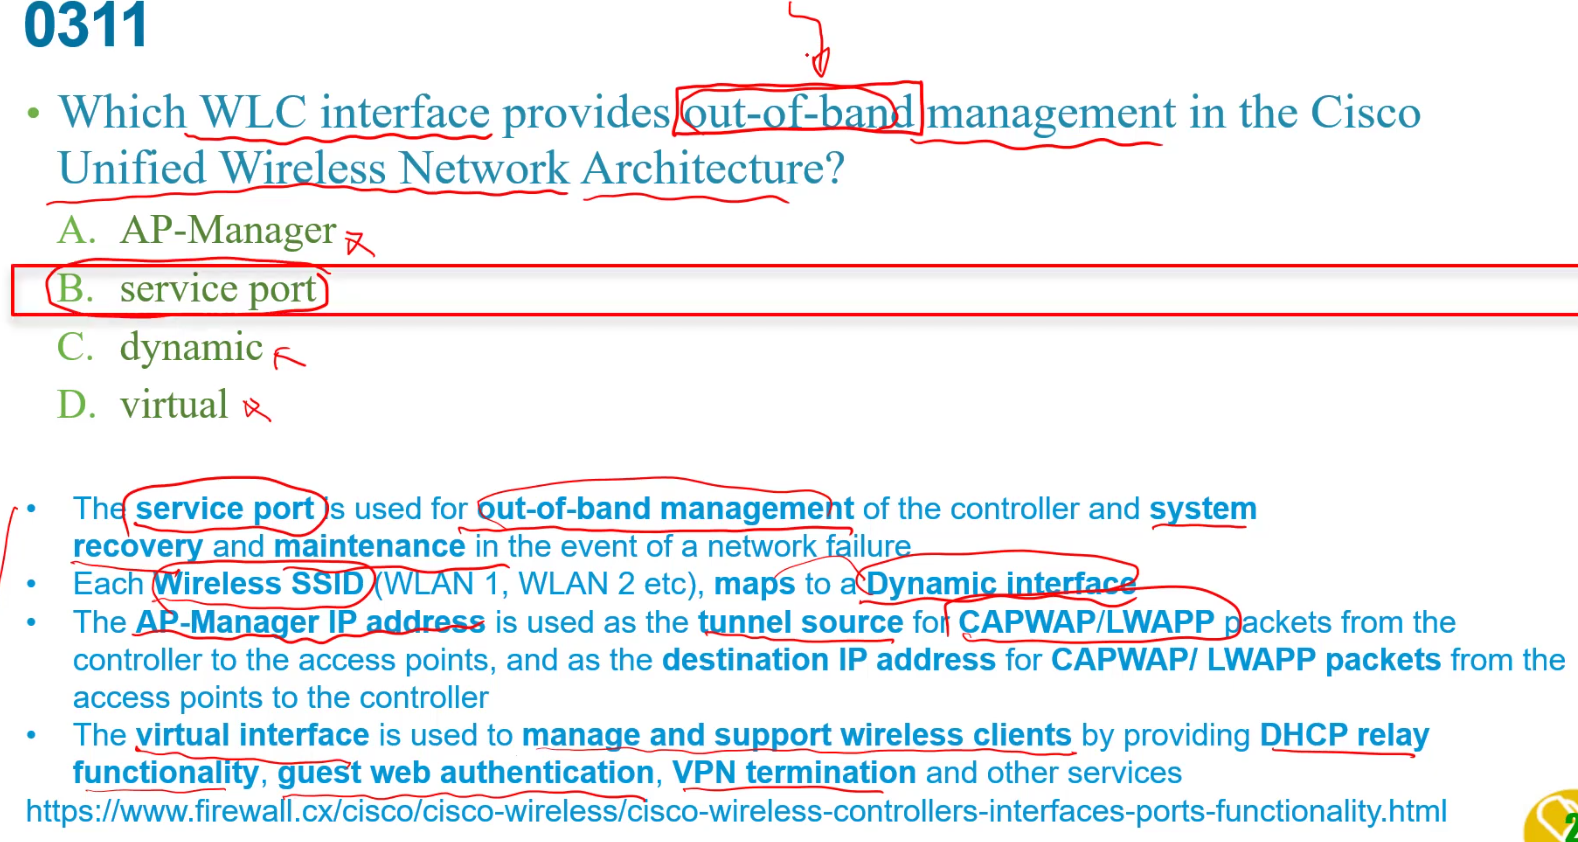 0311
• Which WLC interface provides out-of-band management in the Cisco
Unified Wireless Network Architecture?
A. AP-Manager
B. service port
C. dynamic
D. virtual
• The service port is used for out-of-band management of the controller and system
recovery and maintenance in the event of a network failure
• Each Wireless SSID (WLAN 1, WLAN 2 etc), maps to a Dynamic interface
• The AP-Manager IP address is used as the tunnel source for CAPWAP/LWAPP packets from the
controller to the access points, and as the destination IP address for CAPWAP/ LWAPP packets from the
access points to the controller
• The virtual interface is used to manage and support wireless clients by providing DHCP relay
functionality, guest web authentication, VPN termination and other services
https://www.firewall.cx/cisco/cisco-wireless/cisco-wireless-controllers-interfaces-ports-functionality.html